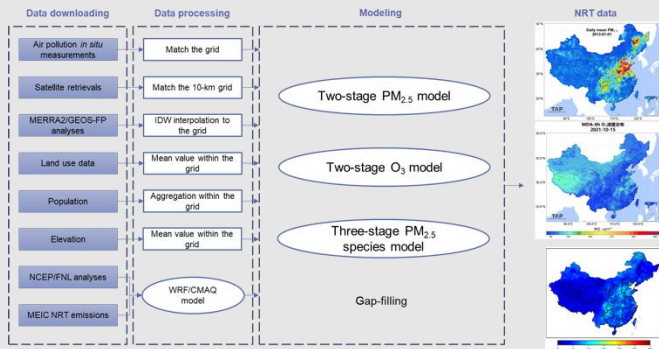 Data downloading
Data processing
Modeling
NRT data
Air pollution in situ
measurements
Satellite retrievals
MERRA2/GEOS-FP
analyses
Land use data
Population
Elevation
NCEP/FNL analyses
MEIC NRT emissions
Match the grid
Match the 10-km grid
IDW interpolation to
the grid
Mean value within the
grid
Aggregation within the
grid
Mean value within the
grid
WRF/CMAQ
model
Two-stage PM2.5 model
Two-stage O3 model
Three-stage PM2.5
species model
Gap-filling
Daily mean PM2.5
TAP
2021-10-15
TAP